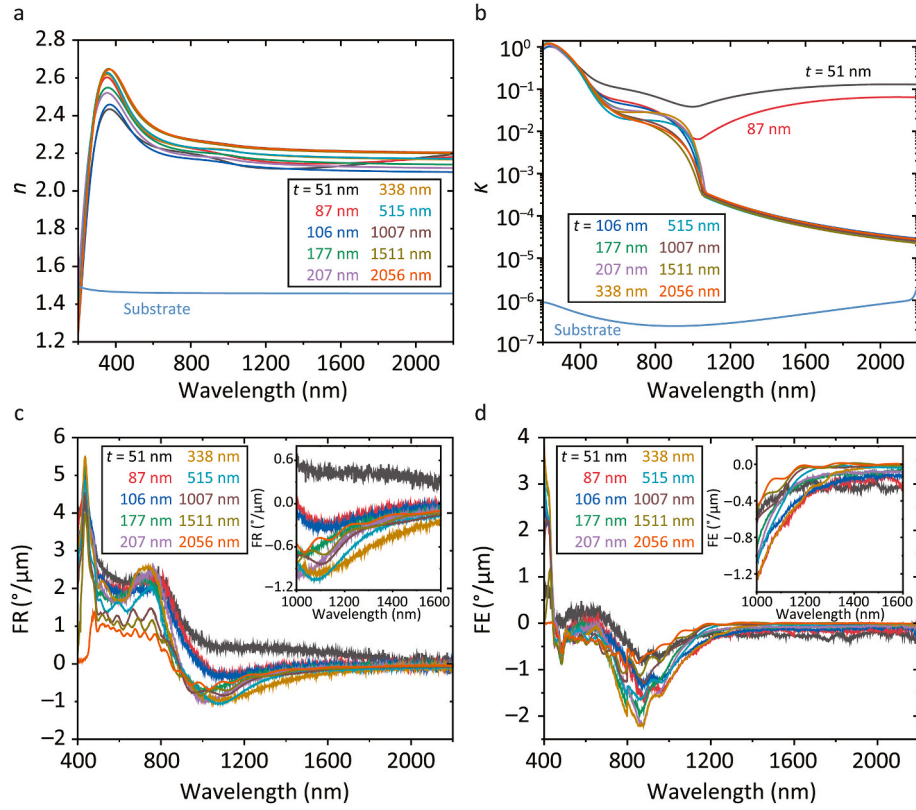 a
2.8
2.6
2.4
2.2
2.0
1.8
1.6
1.4
1.2
n
t = 51 nm 338 nm
87 nm 515 nm
106 nm 1007 nm
177 nm 1511 nm
207 nm 2056 nm
Substrate
400 800 1200 1600 2000
Wavelength (nm)
b
10⁰
10⁻¹
10⁻²
10⁻³
10⁻⁴
10⁻⁵
10⁻⁶
10⁻⁷
κ
t = 51 nm
87 nm
t = 106 nm 515 nm
177 nm 1007 nm
207 nm 1511 nm
338 nm 2056 nm
Substrate
400 800 1200 1600 2000
Wavelength (nm)
c
6
5
4
3
2
1
0
−1
−2
FR (°/μm)
t = 51 nm 338 nm
87 nm 515 nm
106 nm 1007 nm
177 nm 1511 nm
207 nm 2056 nm
0.6
0.0
−0.6
−1.2
FR (°/μm)
1000 1200 1400 1600
Wavelength (nm)
400 800 1200 1600 2000
Wavelength (nm)
d
4
3
2
1
0
−1
−2
FE (°/μm)
t = 51 nm 338 nm
87 nm 515 nm
106 nm 1007 nm
177 nm 1511 nm
207 nm 2056 nm
0.0
−0.4
−0.8
−1.2
FE (°/μm)
1000 1200 1400 1600
Wavelength (nm)
400 800 1200 1600 2000
Wavelength (nm)